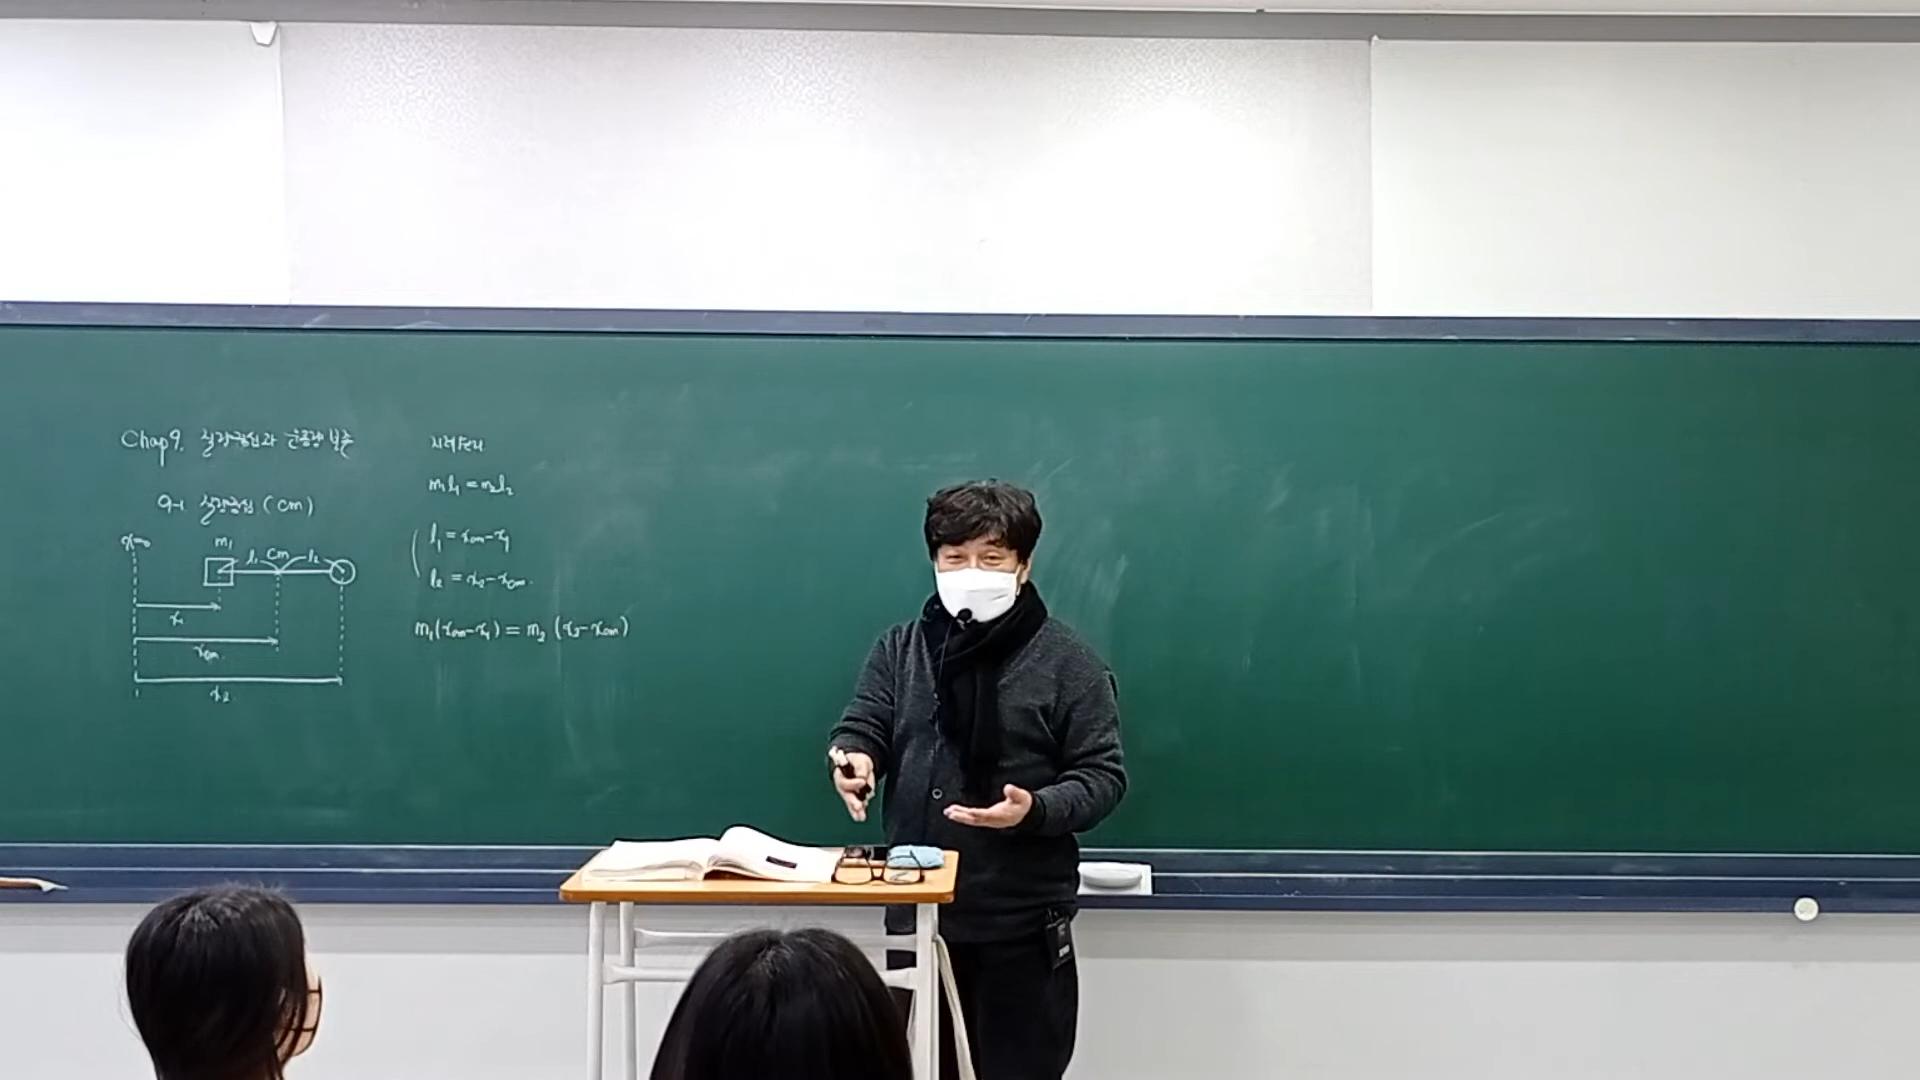 Chap 9. 질량중심과 운동량 보존
9-1 질량중심 (cm)
x=0
m₁
l₁ cm l₂
x₁
xcm
x₂
지레원리
m₁l₁ = m₂l₂
l₁ = xcm-x₁
l₂ = x₂-xcm.
m₁(xcm-x₁) = m₂ (x₂-xcm)